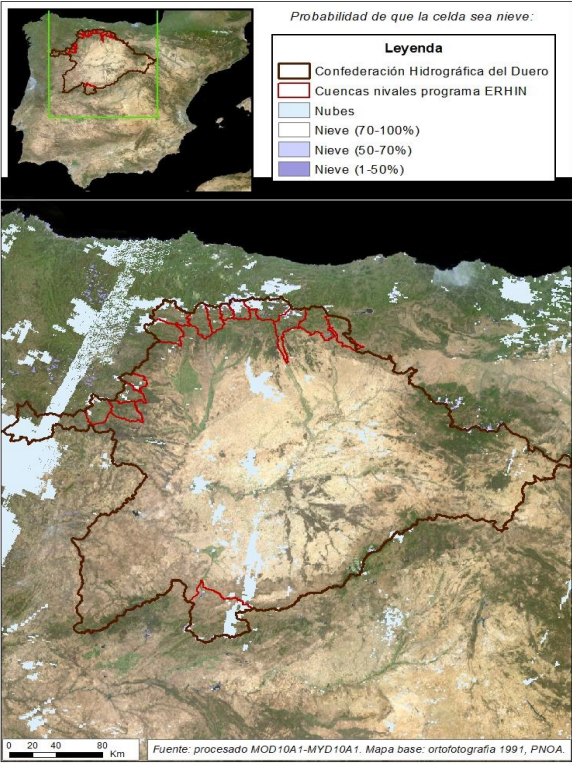 Probabilidad de que la celda sea nieve:
Leyenda
Confederación Hidrográfica del Duero
Cuencas nivales programa ERHIN
Nubes
Nieve (70-100%)
Nieve (50-70%)
Nieve (1-50%)
0 20 40 80
Km
Fuente: procesado MOD10A1-MYD10A1. Mapa base: ortofotografía 1991, PNOA.